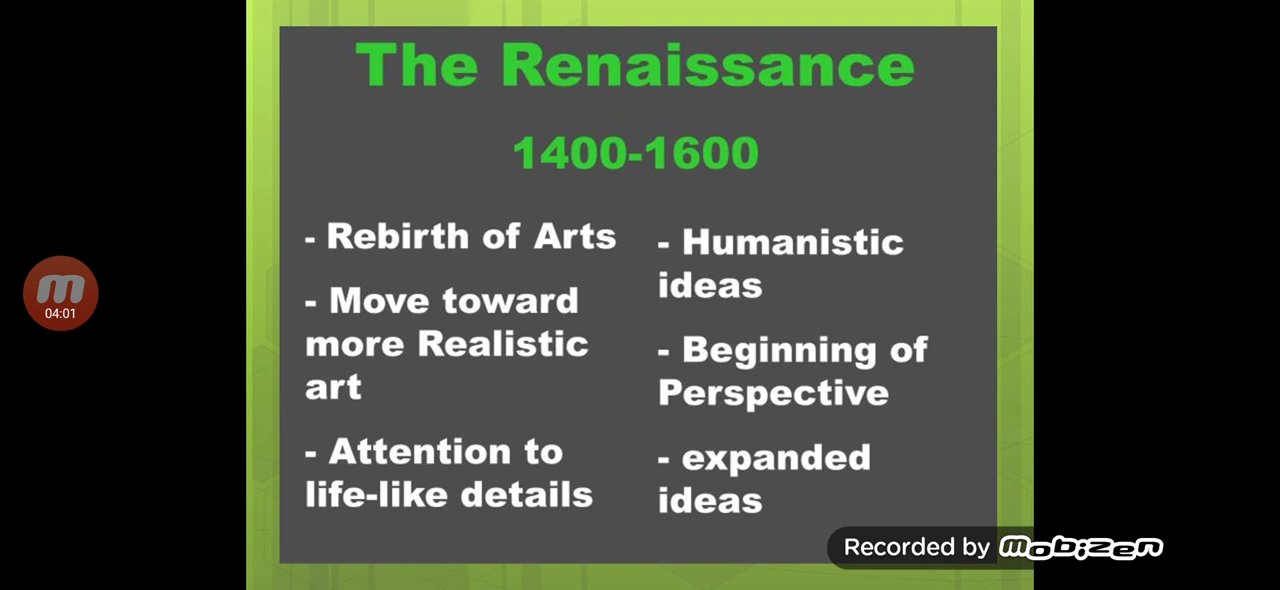 The Renaissance
1400-1600
- Rebirth of Arts
- Move toward
more Realistic
art
- Attention to
life-like details
- Humanistic
ideas
- Beginning of
Perspective
- expanded
ideas
04:01
Recorded by mobizen